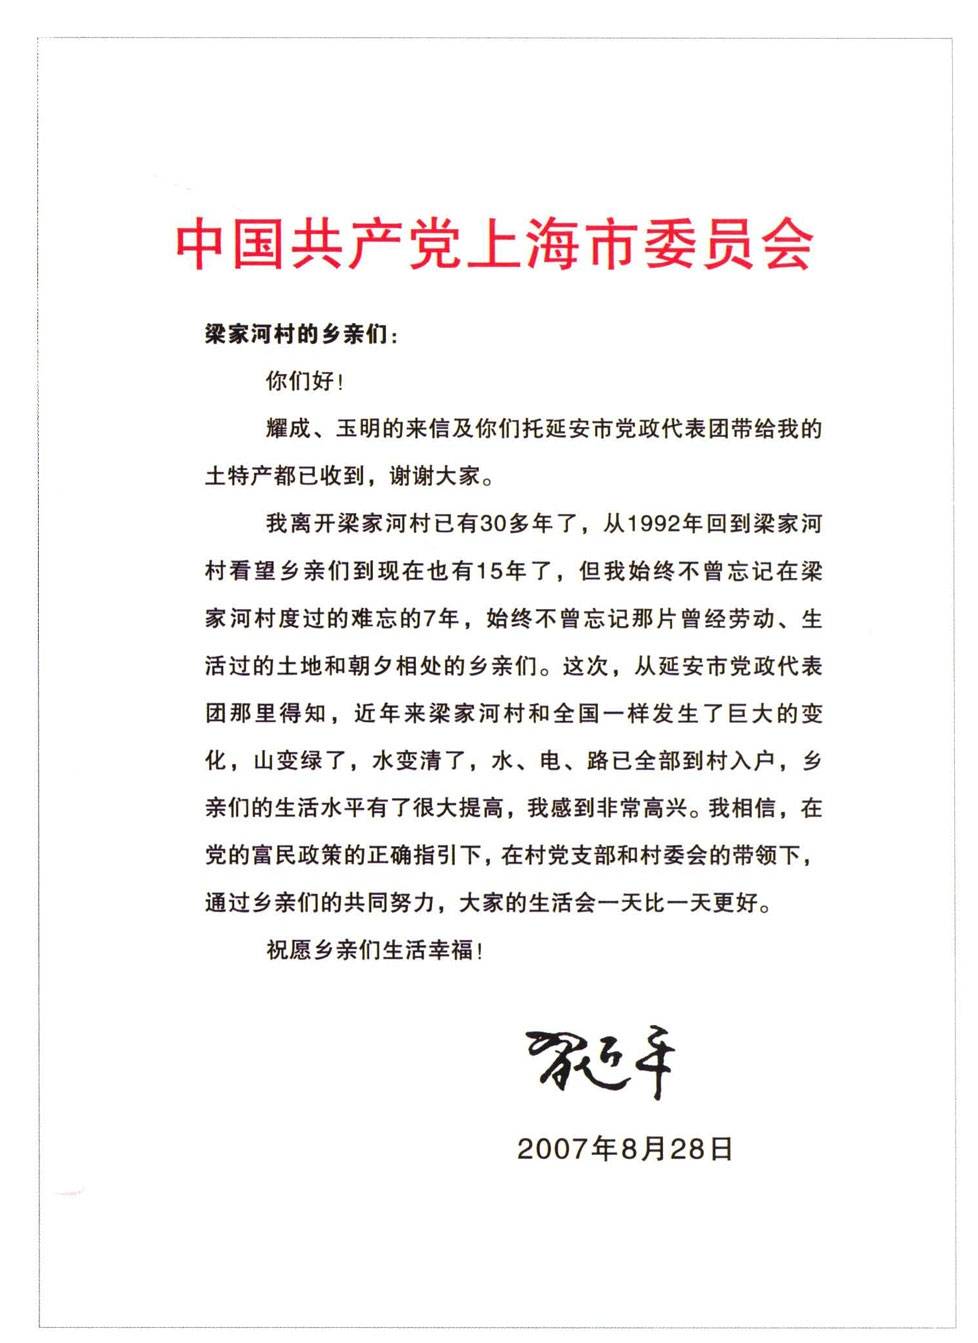 中国共产党上海市委员会
梁家河村的乡亲们：
你们好！
耀成、玉明的来信及你们托延安市党政代表团带给我的
土特产都已收到，谢谢大家。
我离开梁家河村已有30多年了，从1992年回到梁家河
村看望乡亲们到现在也有15年了，但我始终不曾忘记在梁
家河村度过的难忘的7年，始终不曾忘记那片曾经劳动、生
活过的土地和朝夕相处的乡亲们。这次，从延安市党政代表
团那里得知，近年来梁家河村和全国一样发生了巨大的变
化，山变绿了，水变清了，水、电、路已全部到村入户，乡
亲们的生活水平有了很大提高，我感到非常高兴。我相信，在
党的富民政策的正确指引下，在村党支部和村委会的带领下，
通过乡亲们的共同努力，大家的生活会一天比一天更好。
祝愿乡亲们生活幸福！
习近平
2007年8月28日